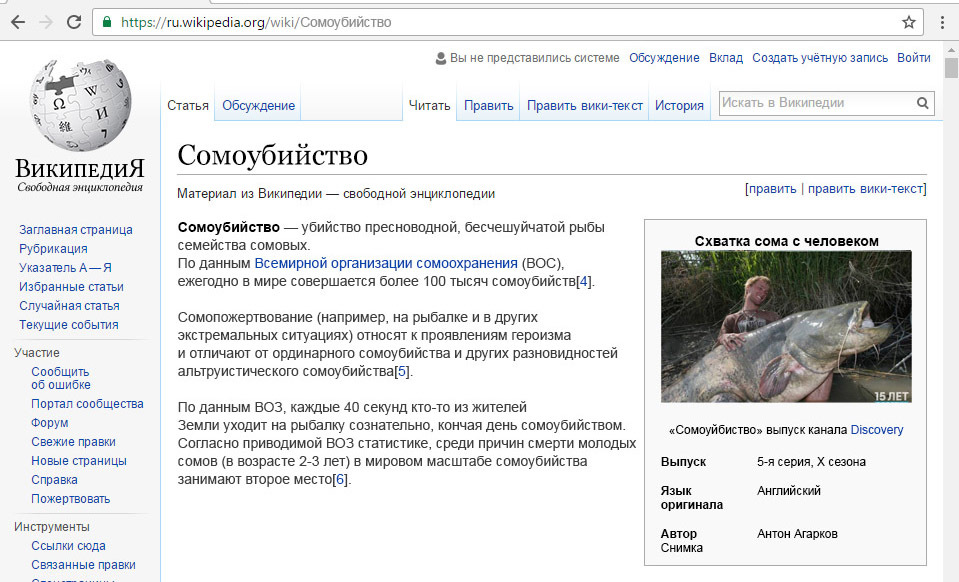 https://ru.wikipedia.org/wiki/Сомоубийство
Вы не представились системе Обсуждение Вклад Создать учётную запись Войти
Статья Обсуждение Читать Править Править вики-текст История Искать в Википедии
ВикипедиЯ
Свободная энциклопедия
Заглавная страница
Рубрикация
Указатель А — Я
Избранные статьи
Случайная статья
Текущие события
Участие
Сообщить
об ошибке
Портал сообщества
Форум
Свежие правки
Новые страницы
Справка
Пожертвовать
Инструменты
Ссылки сюда
Связанные правки
Сомоубийство
Материал из Википедии — свободной энциклопедии
[править | править вики-текст]
Сомоубийство — убийство пресноводной, бесчешуйчатой рыбы
семейства сомовых.
По данным Всемирной организации сомоохранения (ВОС),
ежегодно в мире совершается более 100 тысяч сомоубийств[4].
Сомопожертвование (например, на рыбалке и в других
экстремальных ситуациях) относят к проявлениям героизма
и отличают от ординарного сомоубийства и других разновидностей
альтруистического сомоубийства[5].
По данным ВОЗ, каждые 40 секунд кто-то из жителей
Земли уходит на рыбалку сознательно, кончая день сомоубийством.
Согласно приводимой ВОЗ статистике, среди причин смерти молодых
сомов (в возрасте 2-3 лет) в мировом масштабе сомоубийства
занимают второе место[6].
Схватка сома с человеком
15 ЛЕТ
«Сомоуйбиство» выпуск канала Discovery
Выпуск 5-я серия, X сезона
Язык
оригинала Английский
Автор
Снимка Антон Агарков